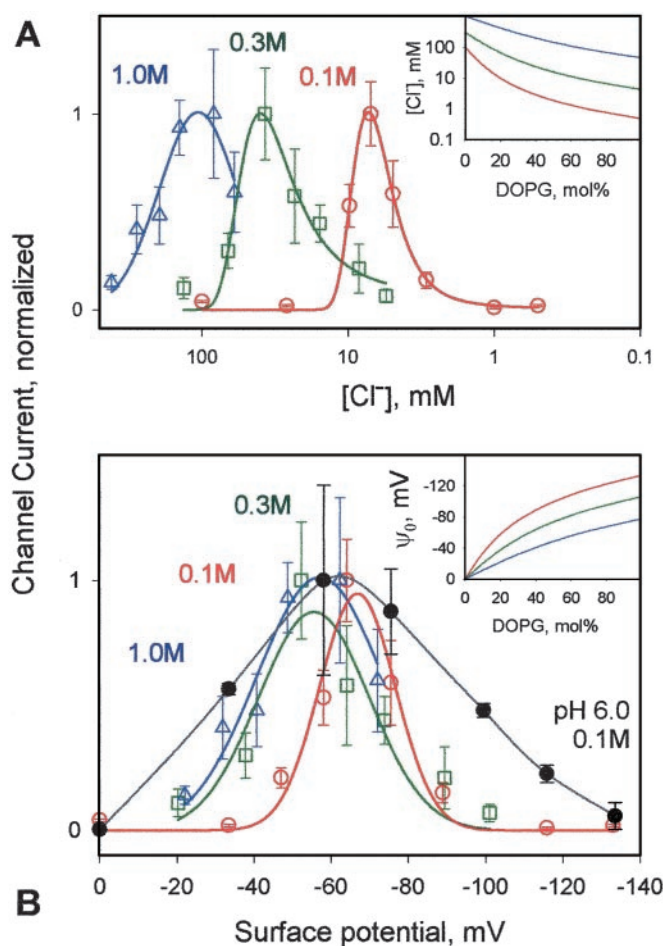 A
1.0M
0.3M
0.1M
1
0
100
10
1
0.1
[Cl⁻], mM
[Cl⁻], mM
100
10
1
0.1
0
20
40
60
80
DOPG, mol%
Channel Current, normalized
B
0.3M
0.1M
1.0M
pH 6.0
0.1M
1
0
0
-20
-40
-60
-80
-100
-120
-140
Surface potential, mV
Ψ₀, mV
-120
-80
-40
0
0
20
40
60
80
DOPG, mol%